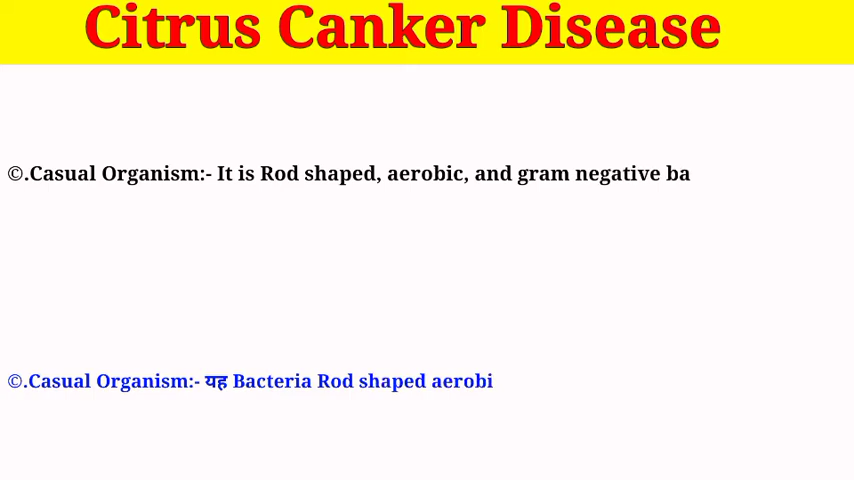 Citrus Canker Disease
©.Casual Organism:- It is Rod shaped, aerobic, and gram negative ba
©.Casual Organism:- यह Bacteria Rod shaped aerobi